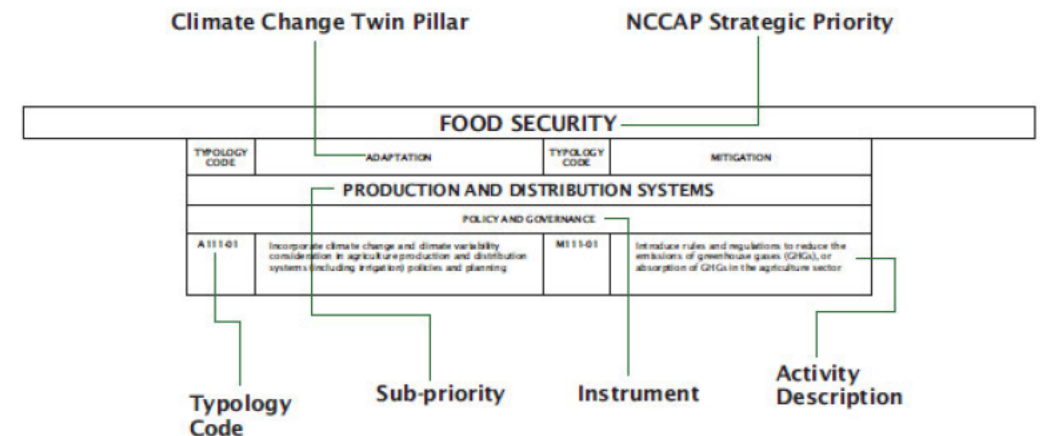 Climate Change Twin Pillar
NCCAP Strategic Priority
FOOD SECURITY
TYPOLOGY
CODE
ADAPTATION
TYPOLOGY
CODE
MITIGATION
PRODUCTION AND DISTRIBUTION SYSTEMS
POLICY AND GOVERNANCE
A111-01
Incorporate climate change and climate variability
consideration in agriculture production and distribution
systems (including irrigation) policies and planning
M111-01
Introduce rules and regulations to reduce the
emissions of greenhouse gases (GHGs), or
absorption of GHGs in the agriculture sector
Typology
Code
Sub-priority
Instrument
Activity
Description